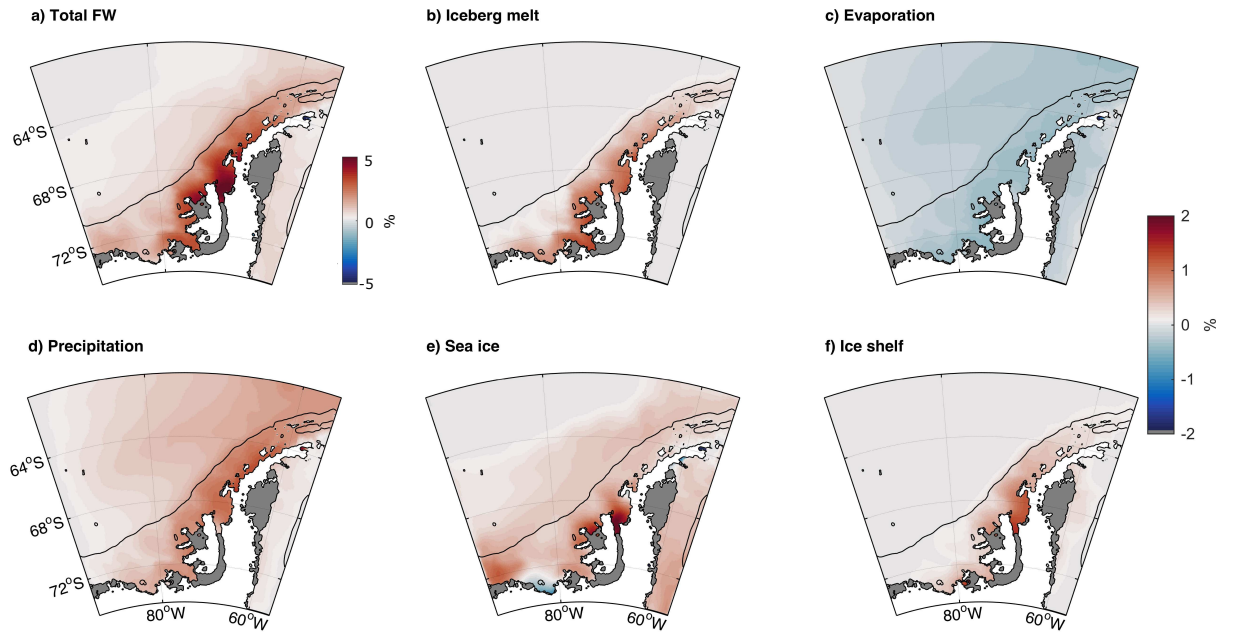 a) Total FW
b) Iceberg melt
c) Evaporation
64°S
68°S
72°S
5
0
-5
%
2
1
0
-1
-2
%
d) Precipitation
e) Sea ice
f) Ice shelf
64°S
68°S
72°S
80°W
60°W
80°W
60°W
80°W
60°W